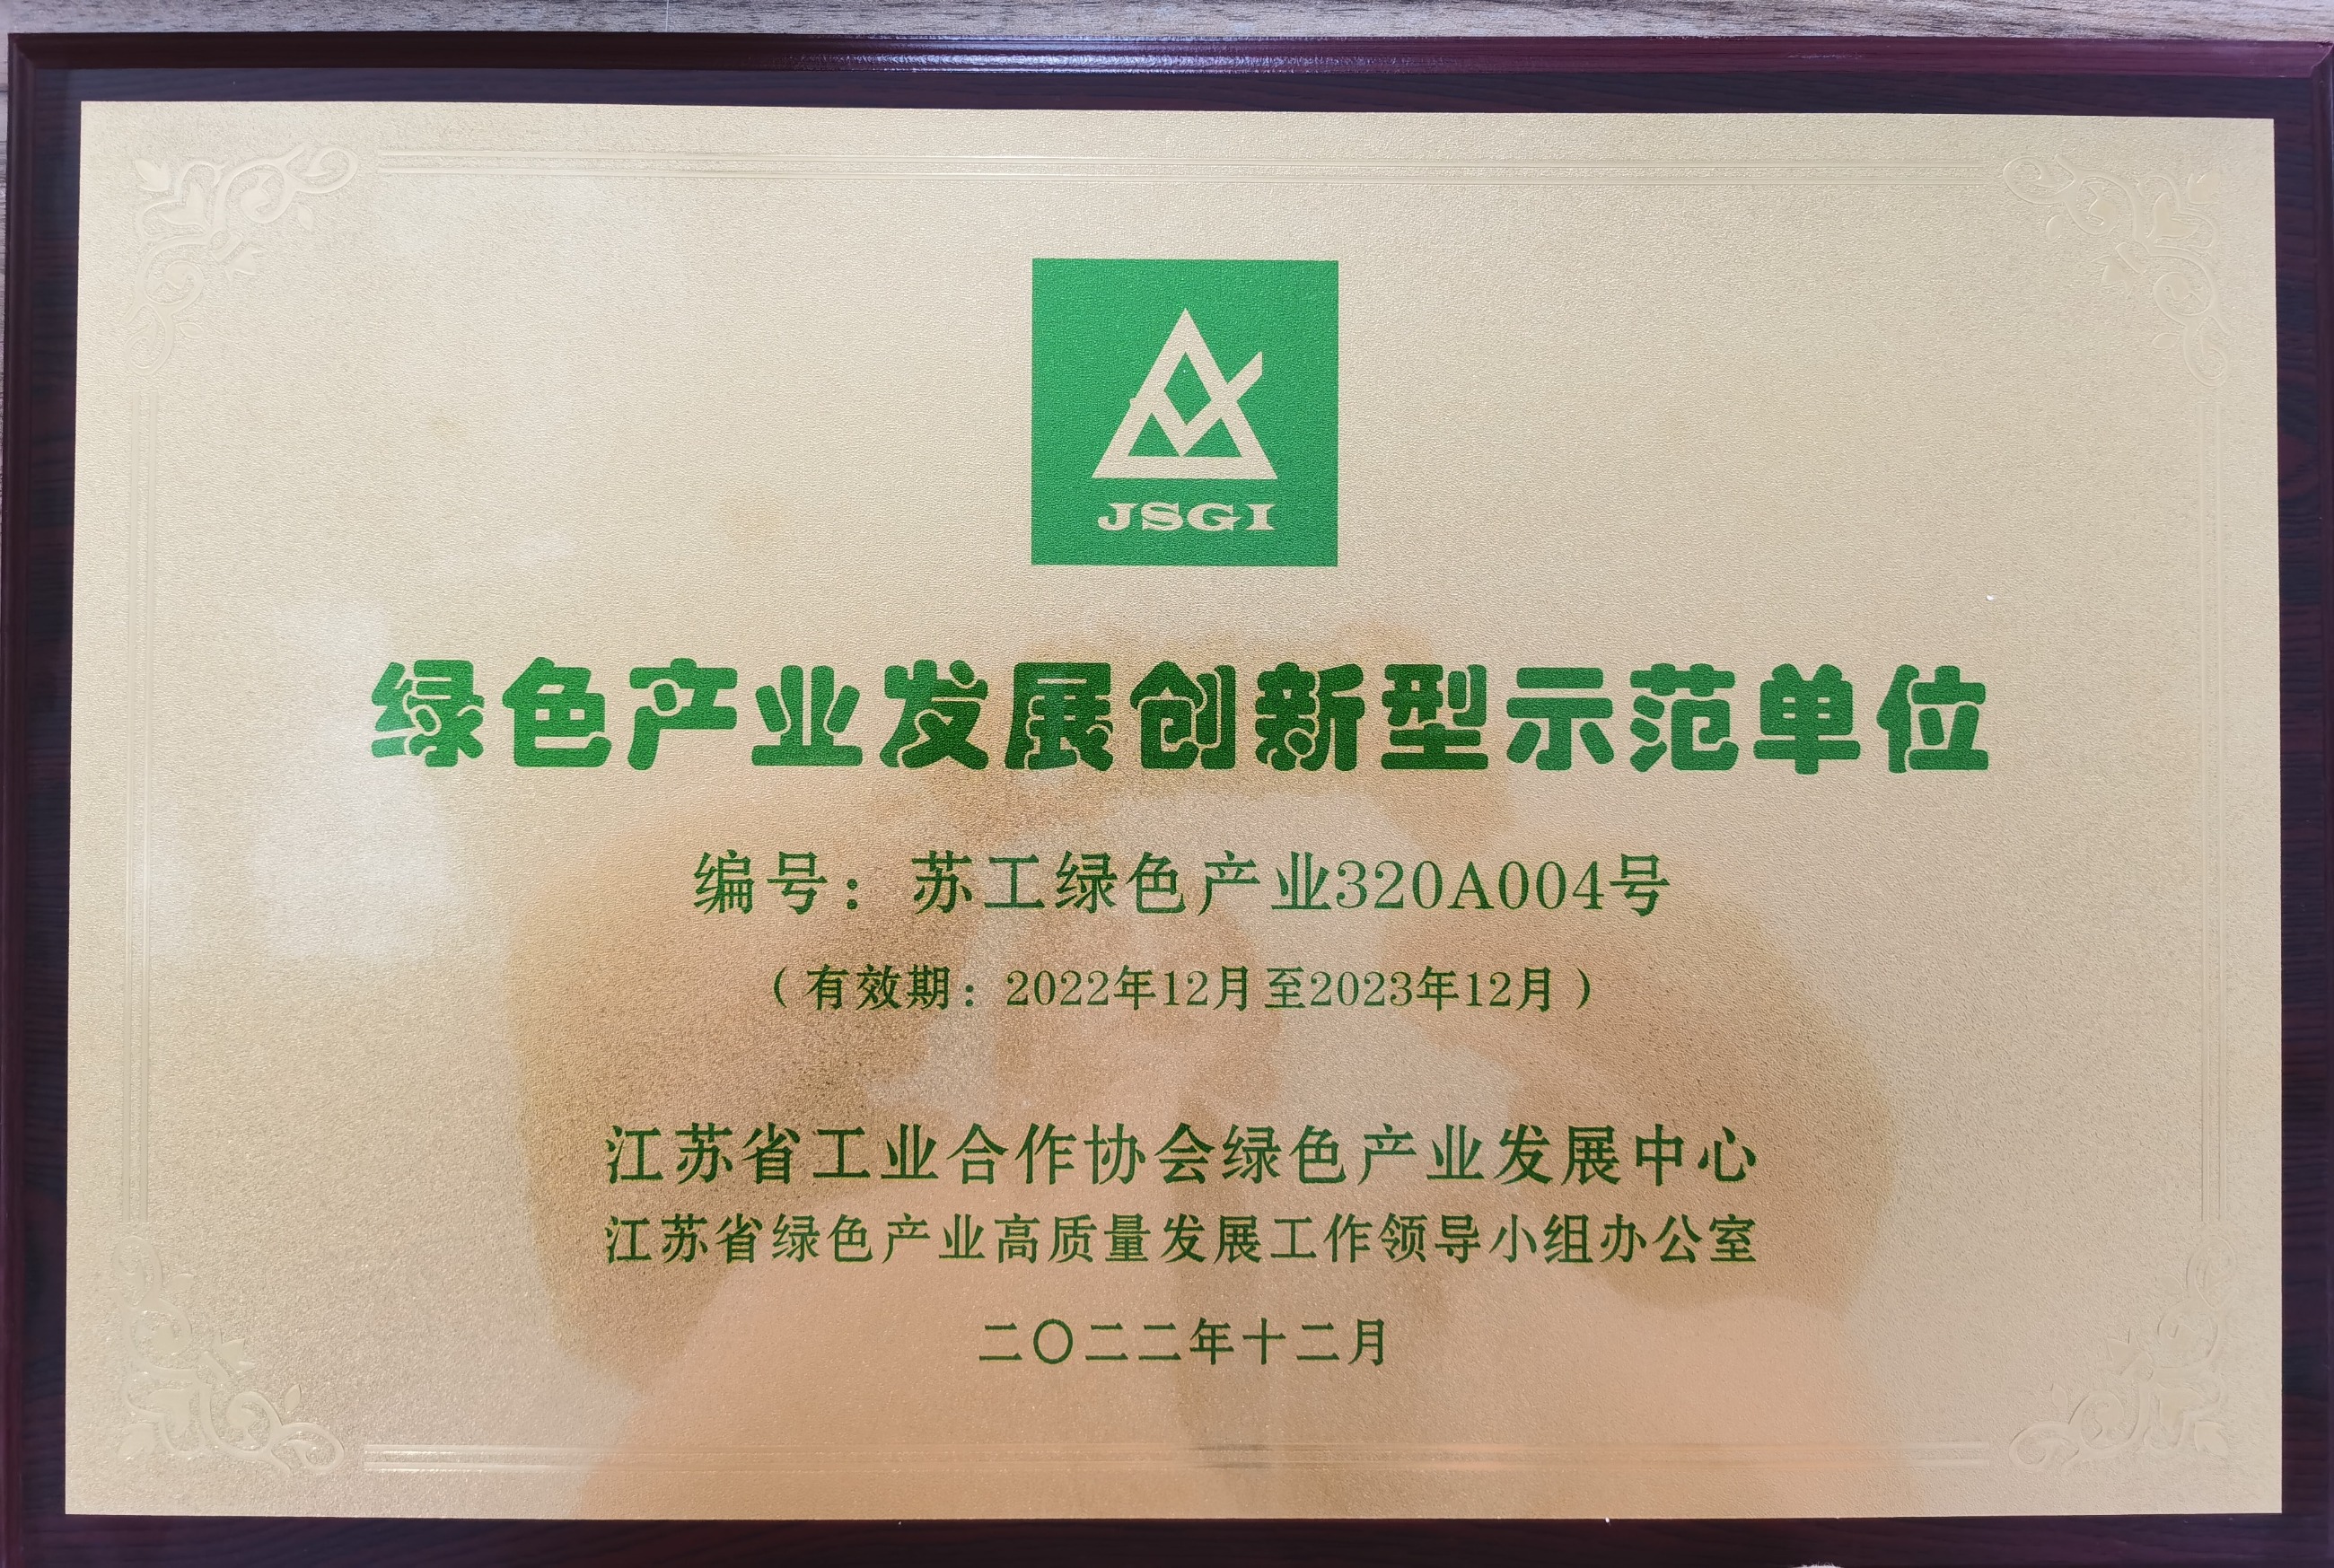 JSGI
绿色产业发展创新型示范单位
编号：苏工绿色产业320A004号
（有效期：2022年12月至2023年12月）
江苏省工业合作协会绿色产业发展中心
江苏省绿色产业高质量发展工作领导小组办公室
二〇二二年十二月